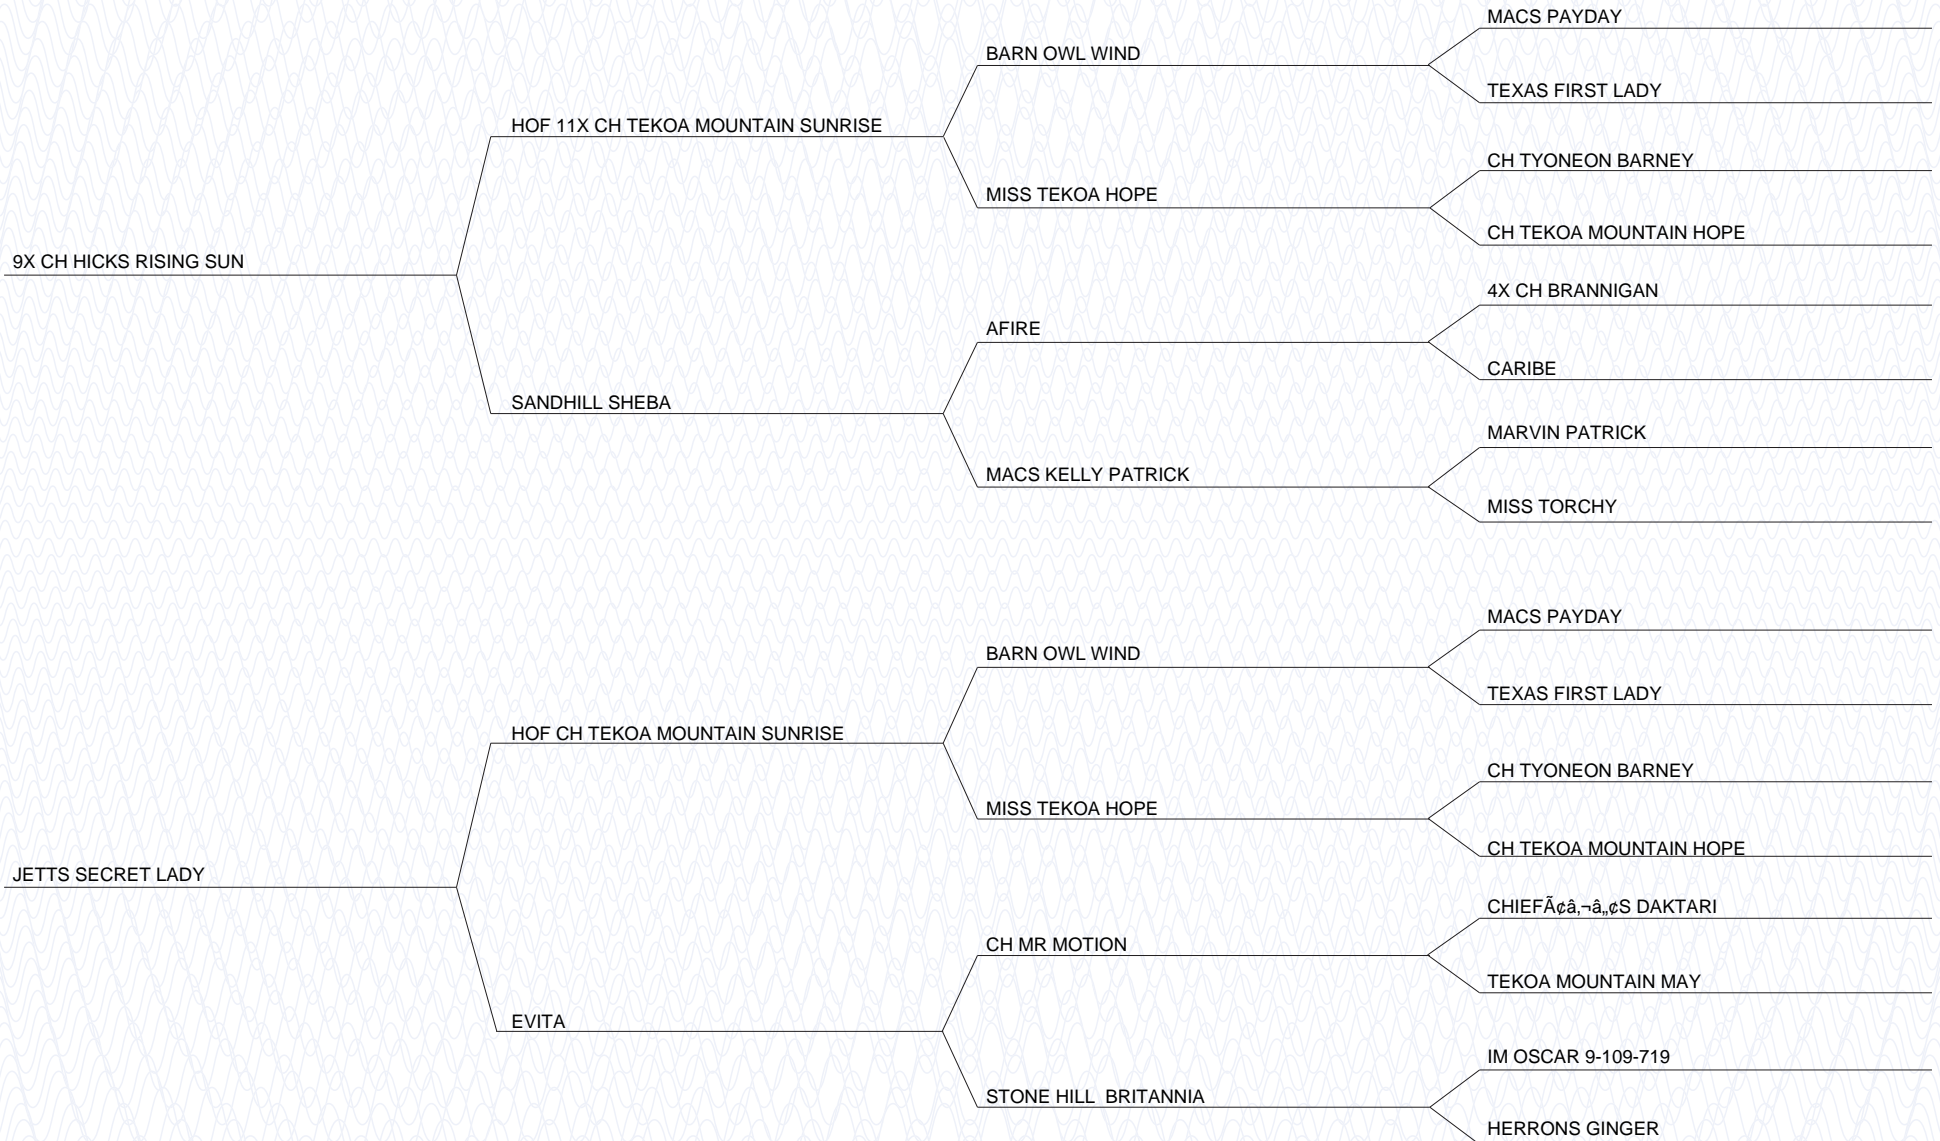 MACS PAYDAY
BARN OWL WIND
TEXAS FIRST LADY
HOF 11X CH TEKOA MOUNTAIN SUNRISE
CH TYONEON BARNEY
MISS TEKOA HOPE
CH TEKOA MOUNTAIN HOPE
9X CH HICKS RISING SUN
4X CH BRANNIGAN
AFIRE
CARIBE
SANDHILL SHEBA
MARVIN PATRICK
MACS KELLY PATRICK
MISS TORCHY
MACS PAYDAY
BARN OWL WIND
TEXAS FIRST LADY
HOF CH TEKOA MOUNTAIN SUNRISE
CH TYONEON BARNEY
MISS TEKOA HOPE
CH TEKOA MOUNTAIN HOPE
JETTS SECRET LADY
CHIEFÃ¢â‚¬â„¢S DAKTARI
CH MR MOTION
TEKOA MOUNTAIN MAY
EVITA
IM OSCAR 9-109-719
STONE HILL  BRITANNIA
HERRONS GINGER